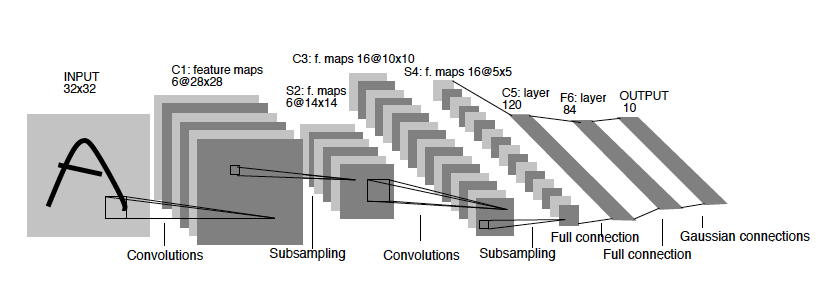 INPUT
32x32
C1: feature maps
6@28x28
S2: f. maps
6@14x14
C3: f. maps 16@10x10
S4: f. maps 16@5x5
C5: layer
120
F6: layer
84
OUTPUT
10
Convolutions
Subsampling
Convolutions
Subsampling
Full connection
Full connection
Gaussian connections